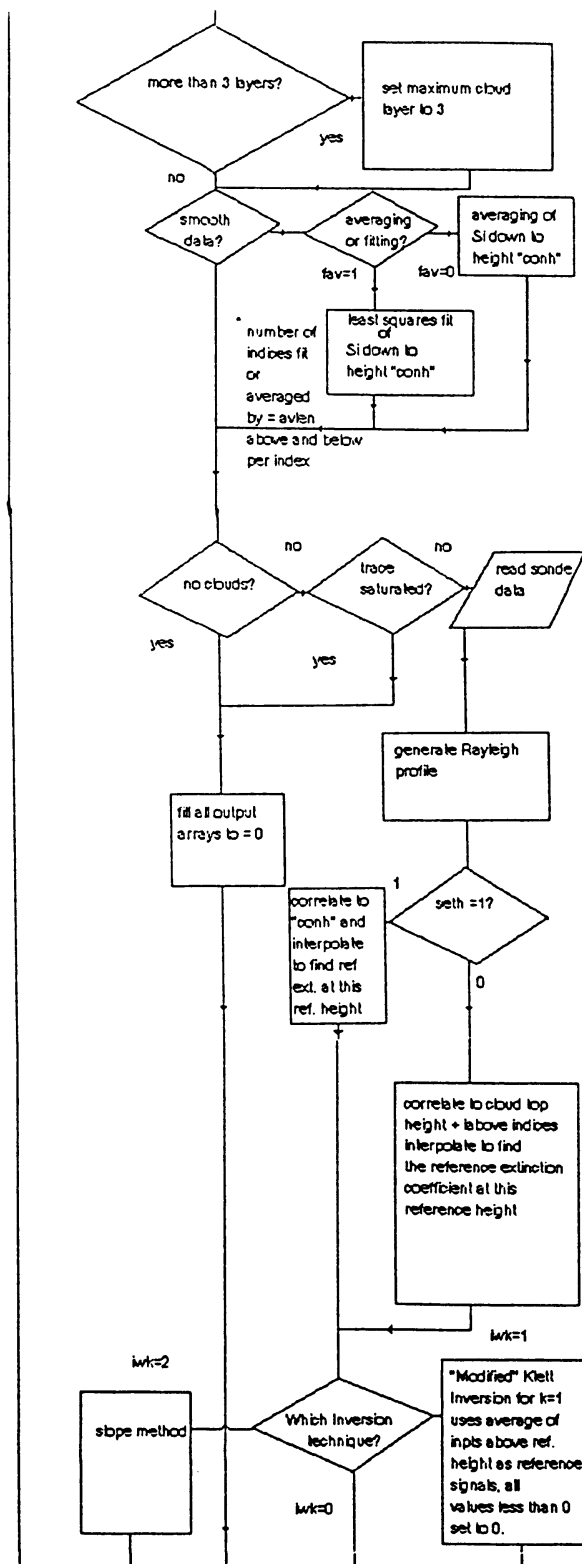 more than 3 layers?
set maximum cloud
layer to 3
yes
no
smooth
data?
averaging
or fitting?
averaging of
Si down to
height "conh"
fav=1
fav=0
least squares fit
of
Si down to
height "conh"
*
number of
indices fit
or
averaged
by = avlen
above and below
per index
no
no
no clouds?
trace
saturated?
read sonde
data
yes
yes
generate Rayleigh
profile
fill all output
arrays to = 0
1
seth =1?
correlate to
"conh" and
interpolate
to find ref
ext. at this
ref. height
0
correlate to cloud top
height + labove indices
interpolate to find
the reference extinction
coefficient at this
reference height
iwk=1
iwk=2
slope method
Which Inversion
technique?
"Modified" Klett
Inversion for k=1
uses average of
inpts above ref.
height as reference
signals, all
values less than 0
set to 0.
iwk=0